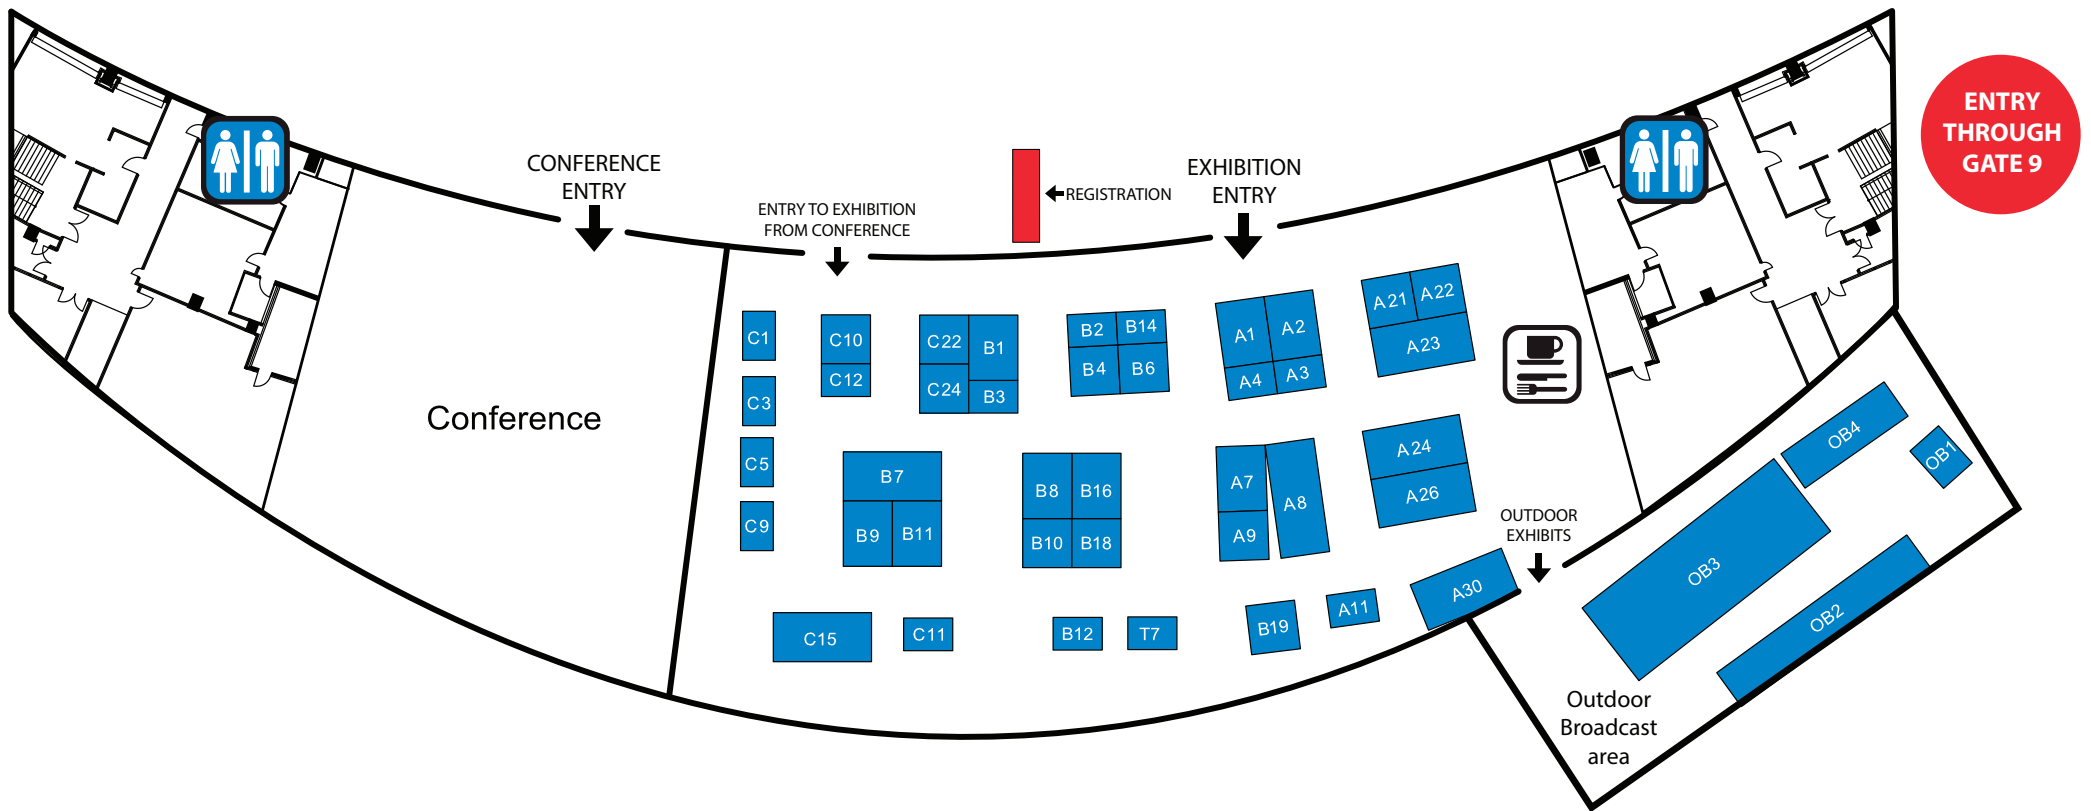 ENTRY
THROUGH
GATE 9
CONFERENCE
ENTRY
EXHIBITION
ENTRY
REGISTRATION
ENTRY TO EXHIBITION
FROM CONFERENCE
Conference
C1
C3
C5
C9
C10
C12
C22
B1
C24
B3
B2
B14
B4
B6
A1
A2
A4
A3
A21
A22
A23
B7
B9
B11
B8
B16
B10
B18
A7
A8
A9
A24
A26
OUTDOOR
EXHIBITS
C15
C11
B12
T7
B19
A11
A30
OB4
OB1
OB3
OB2
Outdoor
Broadcast
area